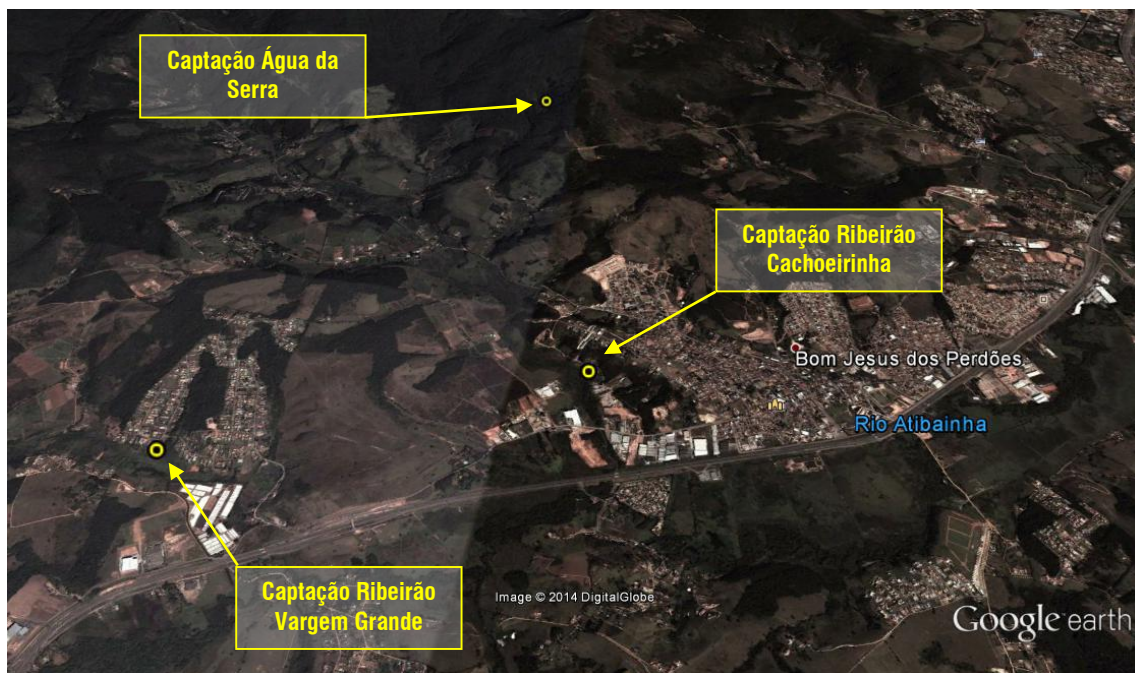 Captação Água da
Serra
Captação Ribeirão
Cachoeirinha
Bom Jesus dos Perdões
Rio Atibainha
Captação Ribeirão
Vargem Grande
Image © 2014 DigitalGlobe
Google earth